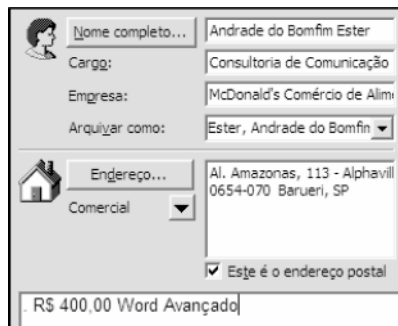 Nome completo... Andrade do Bomfim Ester
Cargo: Consultoria de Comunicação
Empresa: McDonald's Comércio de Alim
Arquivar como: Ester, Andrade do Bomfin
Endereço... Al. Amazonas, 113 - Alphavill
0654-070 Barueri, SP
Comercial
Este é o endereço postal
. R$ 400,00 Word Avançado